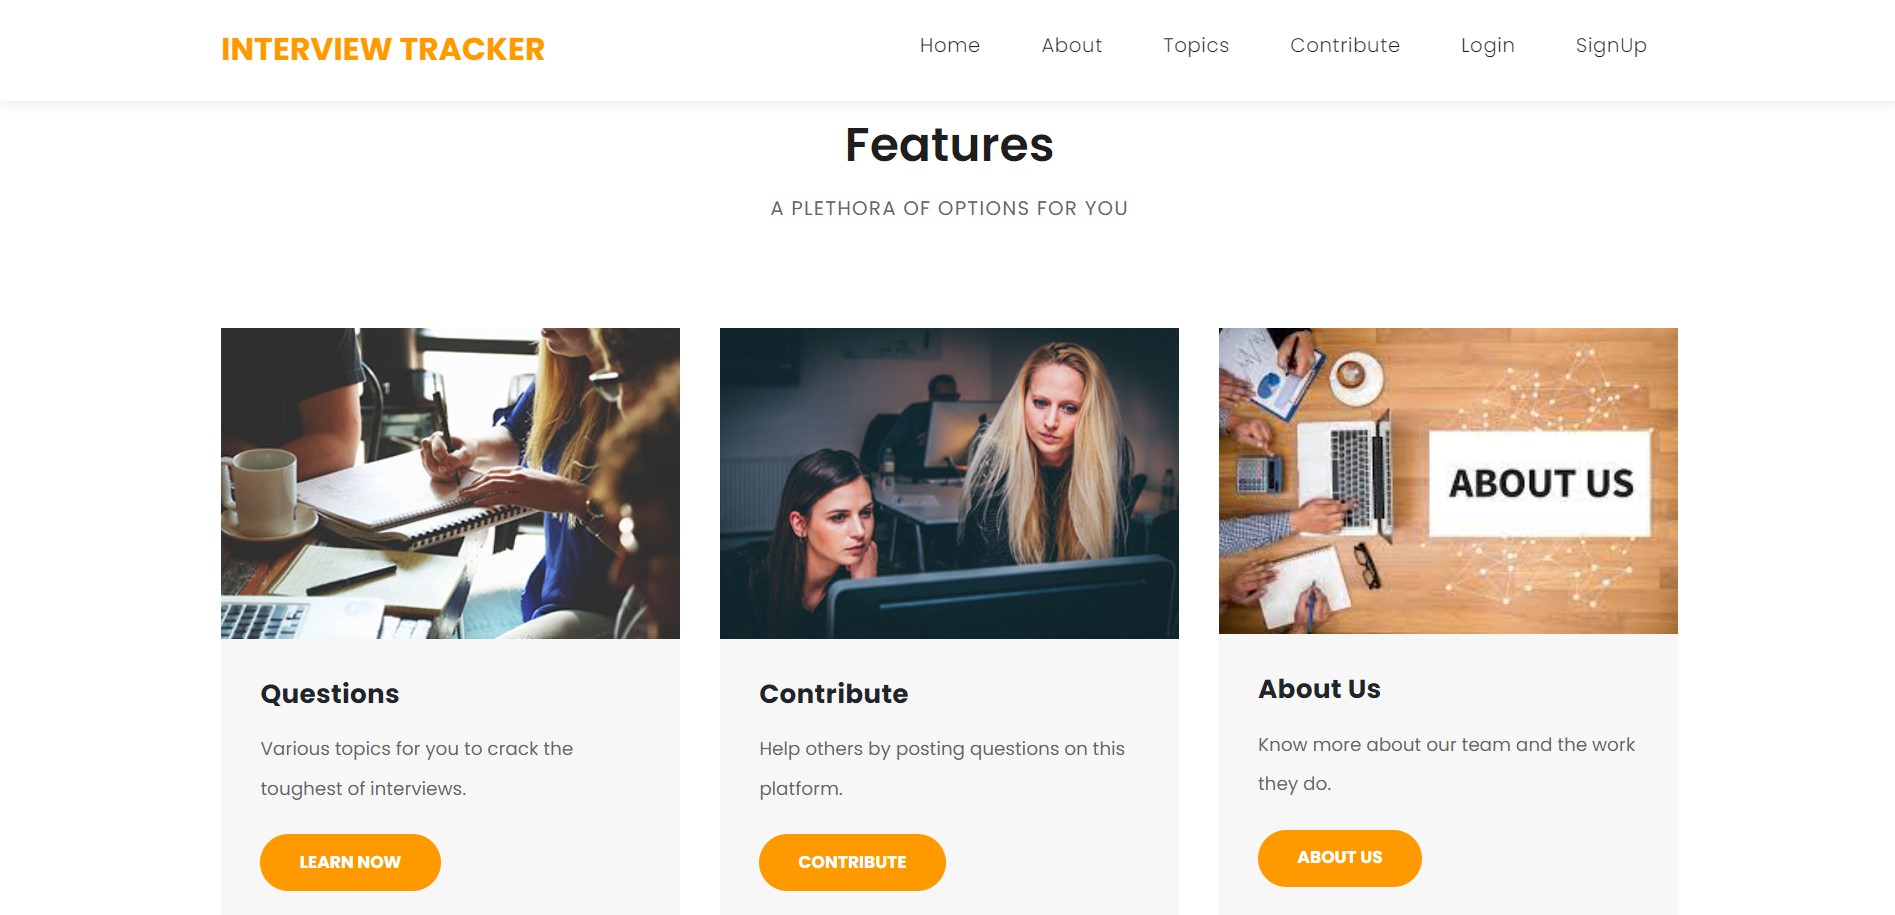 INTERVIEW TRACKER
Home About Topics Contribute Login SignUp
Features
A PLETHORA OF OPTIONS FOR YOU
ABOUT US
Questions
Various topics for you to crack the
toughest of interviews.
LEARN NOW
Contribute
Help others by posting questions on this
platform.
CONTRIBUTE
About Us
Know more about our team and the work
they do.
ABOUT US